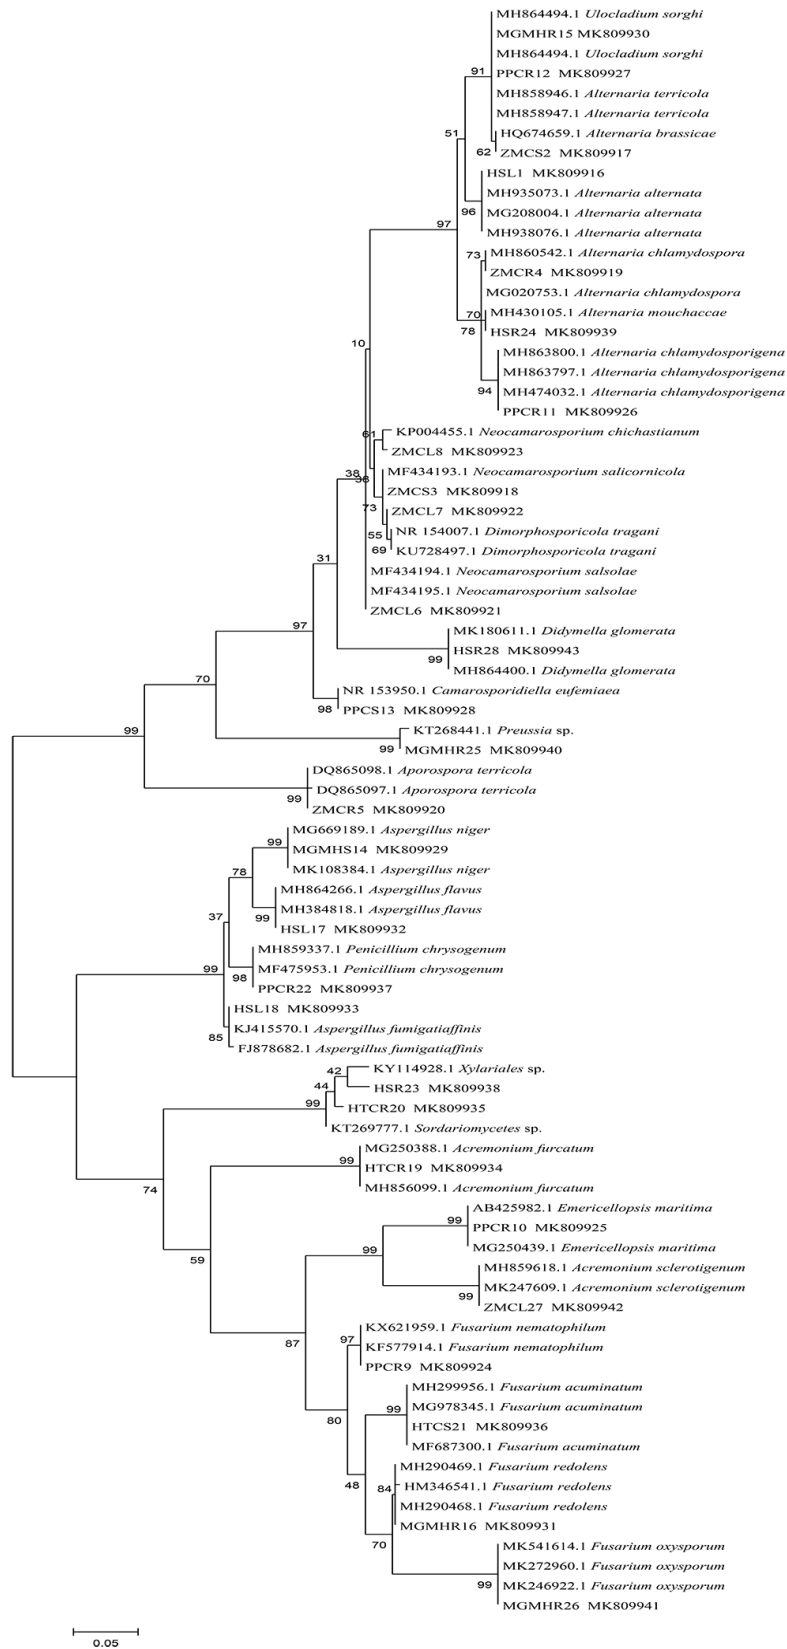 MH864494.1 Ulocladium sorghi
MGMHR15 MK809930
MH864494.1 Ulocladium sorghi
91
PPCR12 MK809927
MH858946.1 Alternaria terricola
MH858947.1 Alternaria terricola
51
HQ674659.1 Alternaria brassicae
62
ZMCS2 MK809917
HSL1 MK809916
MH935073.1 Alternaria alternata
96
MG208004.1 Alternaria alternata
97
MH938076.1 Alternaria alternata
73
MH860542.1 Alternaria chlamydospora
ZMCR4 MK809919
MG020753.1 Alternaria chlamydospora
70
MH430105.1 Alternaria mouchaccae
78
HSR24 MK809939
10
MH863800.1 Alternaria chlamydosporigena
MH863797.1 Alternaria chlamydosporigena
94
MH474032.1 Alternaria chlamydosporigena
PPCR11 MK809926
61
KP004455.1 Neocamarosporium chichastianum
ZMCL8 MK809923
38
38
MF434193.1 Neocamarosporium salicornicola
ZMCS3 MK809918
73
ZMCL7 MK809922
55
NR 154007.1 Dimorphosporicola tragani
69
KU728497.1 Dimorphosporicola tragani
31
MF434194.1 Neocamarosporium salsolae
MF434195.1 Neocamarosporium salsolae
ZMCL6 MK809921
97
MK180611.1 Didymella glomerata
99
HSR28 MK809943
MH864400.1 Didymella glomerata
70
NR 153950.1 Camarosporidiella eufemiaea
98
PPCS13 MK809928
99
KT268441.1 Preussia sp.
99
MGMHR25 MK809940
DQ865098.1 Aporospora terricola
99
DQ865097.1 Aporospora terricola
ZMCR5 MK809920
MG669189.1 Aspergillus niger
99
MGMHS14 MK809929
MK108384.1 Aspergillus niger
78
MH864266.1 Aspergillus flavus
99
MH384818.1 Aspergillus flavus
37
HSL17 MK809932
MH859337.1 Penicillium chrysogenum
99
98
MF475953.1 Penicillium chrysogenum
PPCR22 MK809937
HSL18 MK809933
85
KJ415570.1 Aspergillus fumigatiaffinis
FJ878682.1 Aspergillus fumigatiaffinis
42
KY114928.1 Xylariales sp.
44
HSR23 MK809938
99
HTCR20 MK809935
KT269777.1 Sordariomycetes sp.
MG250388.1 Acremonium furcatum
99
HTCR19 MK809934
74
MH856099.1 Acremonium furcatum
AB425982.1 Emericellopsis maritima
99
PPCR10 MK809925
99
MG250439.1 Emericellopsis maritima
59
MH859618.1 Acremonium sclerotigenum
99
MK247609.1 Acremonium sclerotigenum
ZMCL27 MK809942
KX621959.1 Fusarium nematophilum
87
97
KF577914.1 Fusarium nematophilum
PPCR9 MK809924
MH299956.1 Fusarium acuminatum
99
MG978345.1 Fusarium acuminatum
80
HTCS21 MK809936
MF687300.1 Fusarium acuminatum
MH290469.1 Fusarium redolens
48
84
HM346541.1 Fusarium redolens
MH290468.1 Fusarium redolens
MGMHR16 MK809931
70
MK541614.1 Fusarium oxysporum
MK272960.1 Fusarium oxysporum
99
MK246922.1 Fusarium oxysporum
MGMHR26 MK809941
0.05